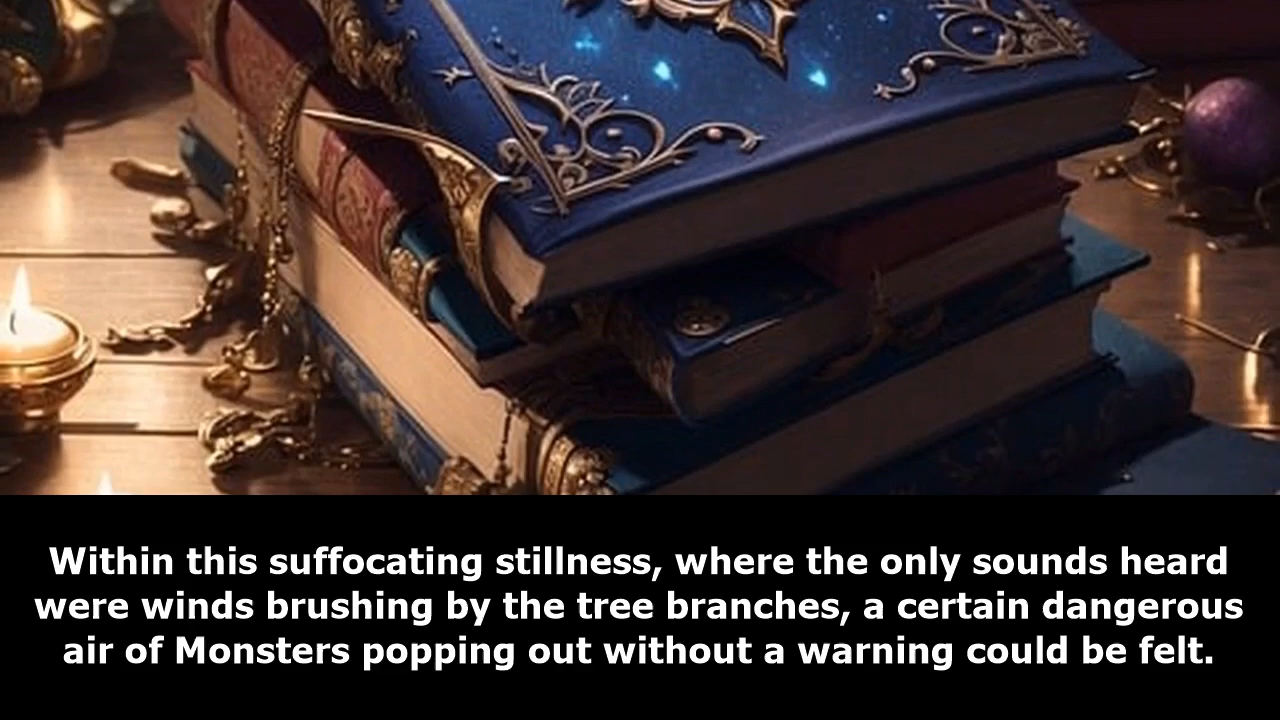 Within this suffocating stillness, where the only sounds heard
were winds brushing by the tree branches, a certain dangerous
air of Monsters popping out without a warning could be felt.